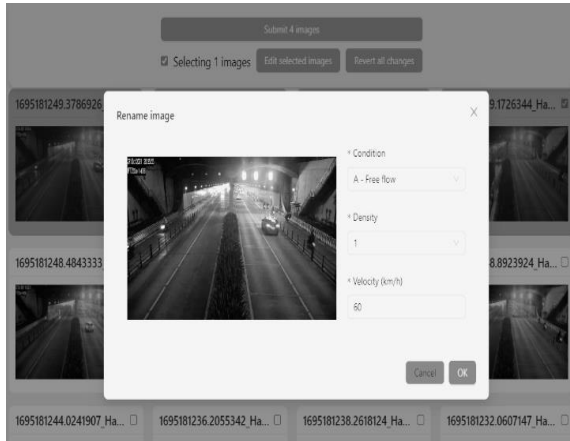 Submit 4 images
Selecting 1 images
Edit selected images
Revert all changes
1695181249.3786926
9.1726344_Ha...
Rename image
X
* Condition
A - Free flow
* Density
1
* Velocity (km/h)
60
Cancel
OK
1695181248.4843333
8.8923924_Ha...
1695181244.0241907_Ha...
1695181236.2055342_Ha...
1695181238.2618124_Ha...
1695181232.0607147_Ha...